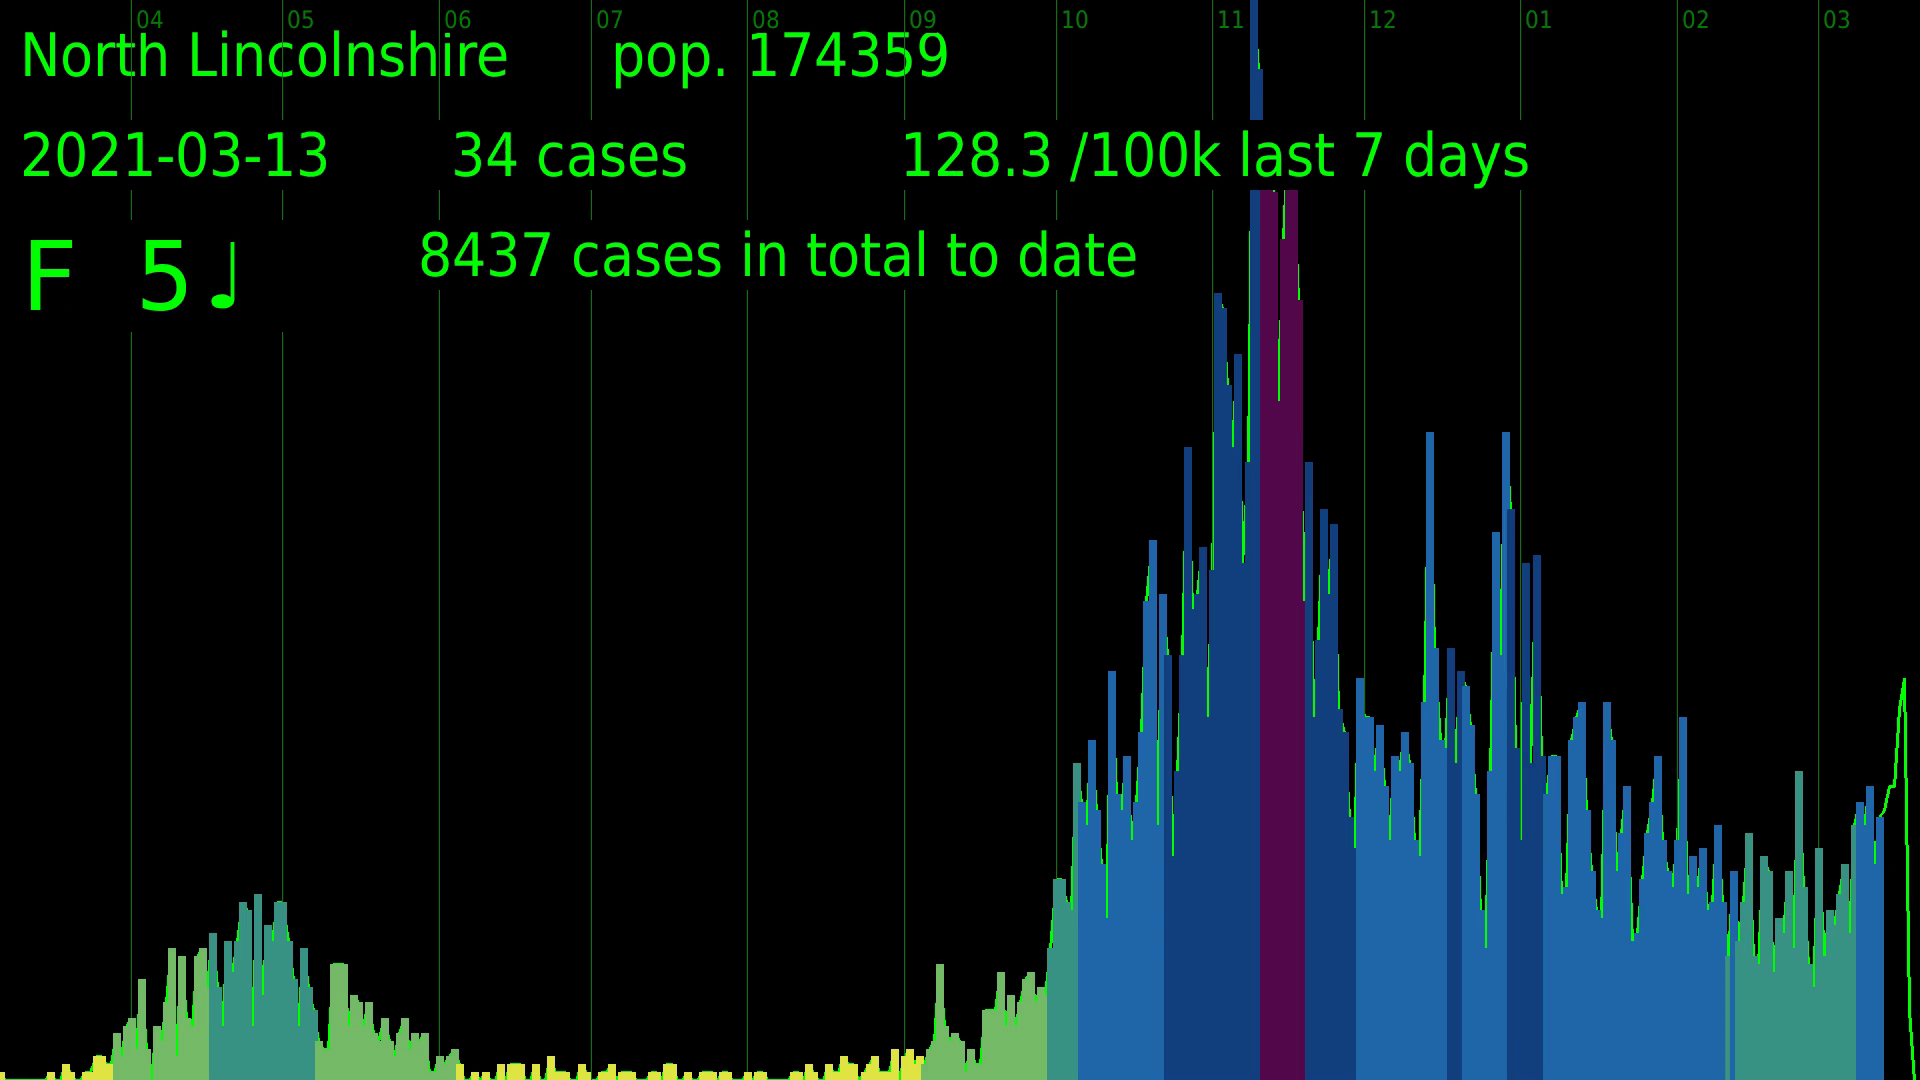 04 05 06 07 08 09 10 11 12 01 02 03
North Lincolnshire pop. 174359
2021-03-13 34 cases 128.3 /100k last 7 days
F 5♩ 8437 cases in total to date